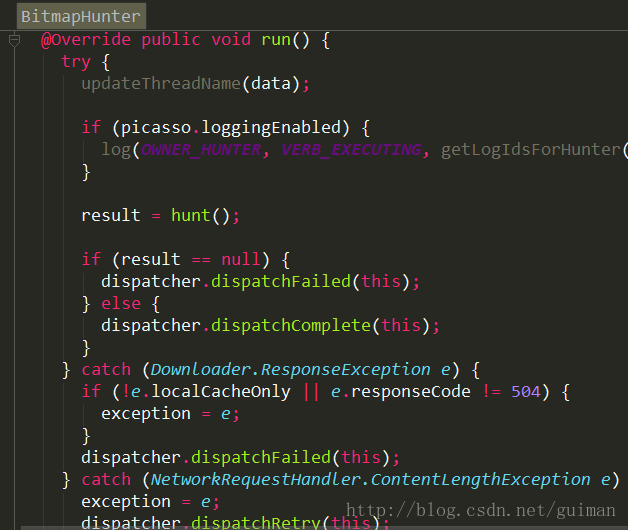 BitmapHunter
@Override public void run() {
try {
updateThreadName(data);
if (picasso.loggingEnabled) {
log(OWNER_HUNTER, VERB_EXECUTING, getLogIdsForHunter(
}
result = hunt();
if (result == null) {
dispatcher.dispatchFailed(this);
} else {
dispatcher.dispatchComplete(this);
}
} catch (Downloader.ResponseException e) {
if (!e.localCacheOnly || e.responseCode != 504) {
exception = e;
}
dispatcher.dispatchFailed(this);
} catch (NetworkRequestHandler.ContentLengthException e)
exception = e;
http://blog.csdn.net/guiman
dispatcher.dispatchRetry(this);